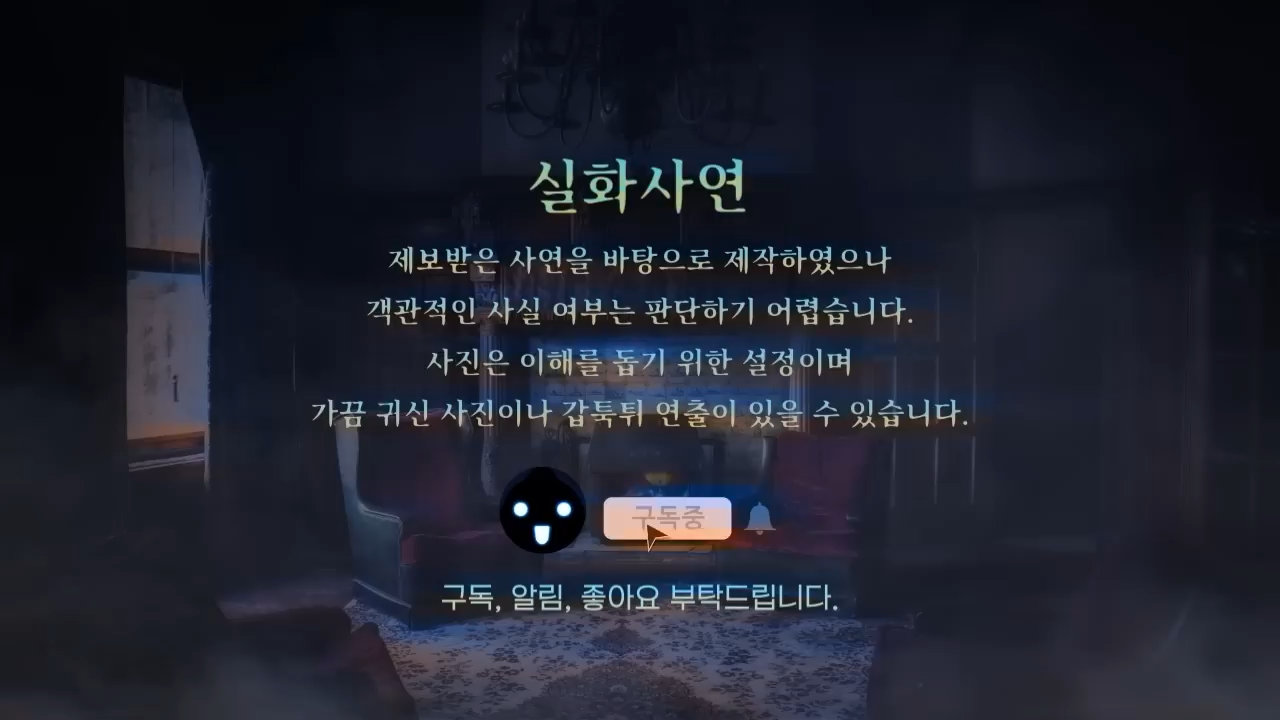 실화사연
제보받은 사연을 바탕으로 제작하였으나
객관적인 사실 여부는 판단하기 어렵습니다.
사진은 이해를 돕기 위한 설정이며
가끔 귀신 사진이나 갑툭튀 연출이 있을 수 있습니다.
구독중
구독, 알림, 좋아요 부탁드립니다.